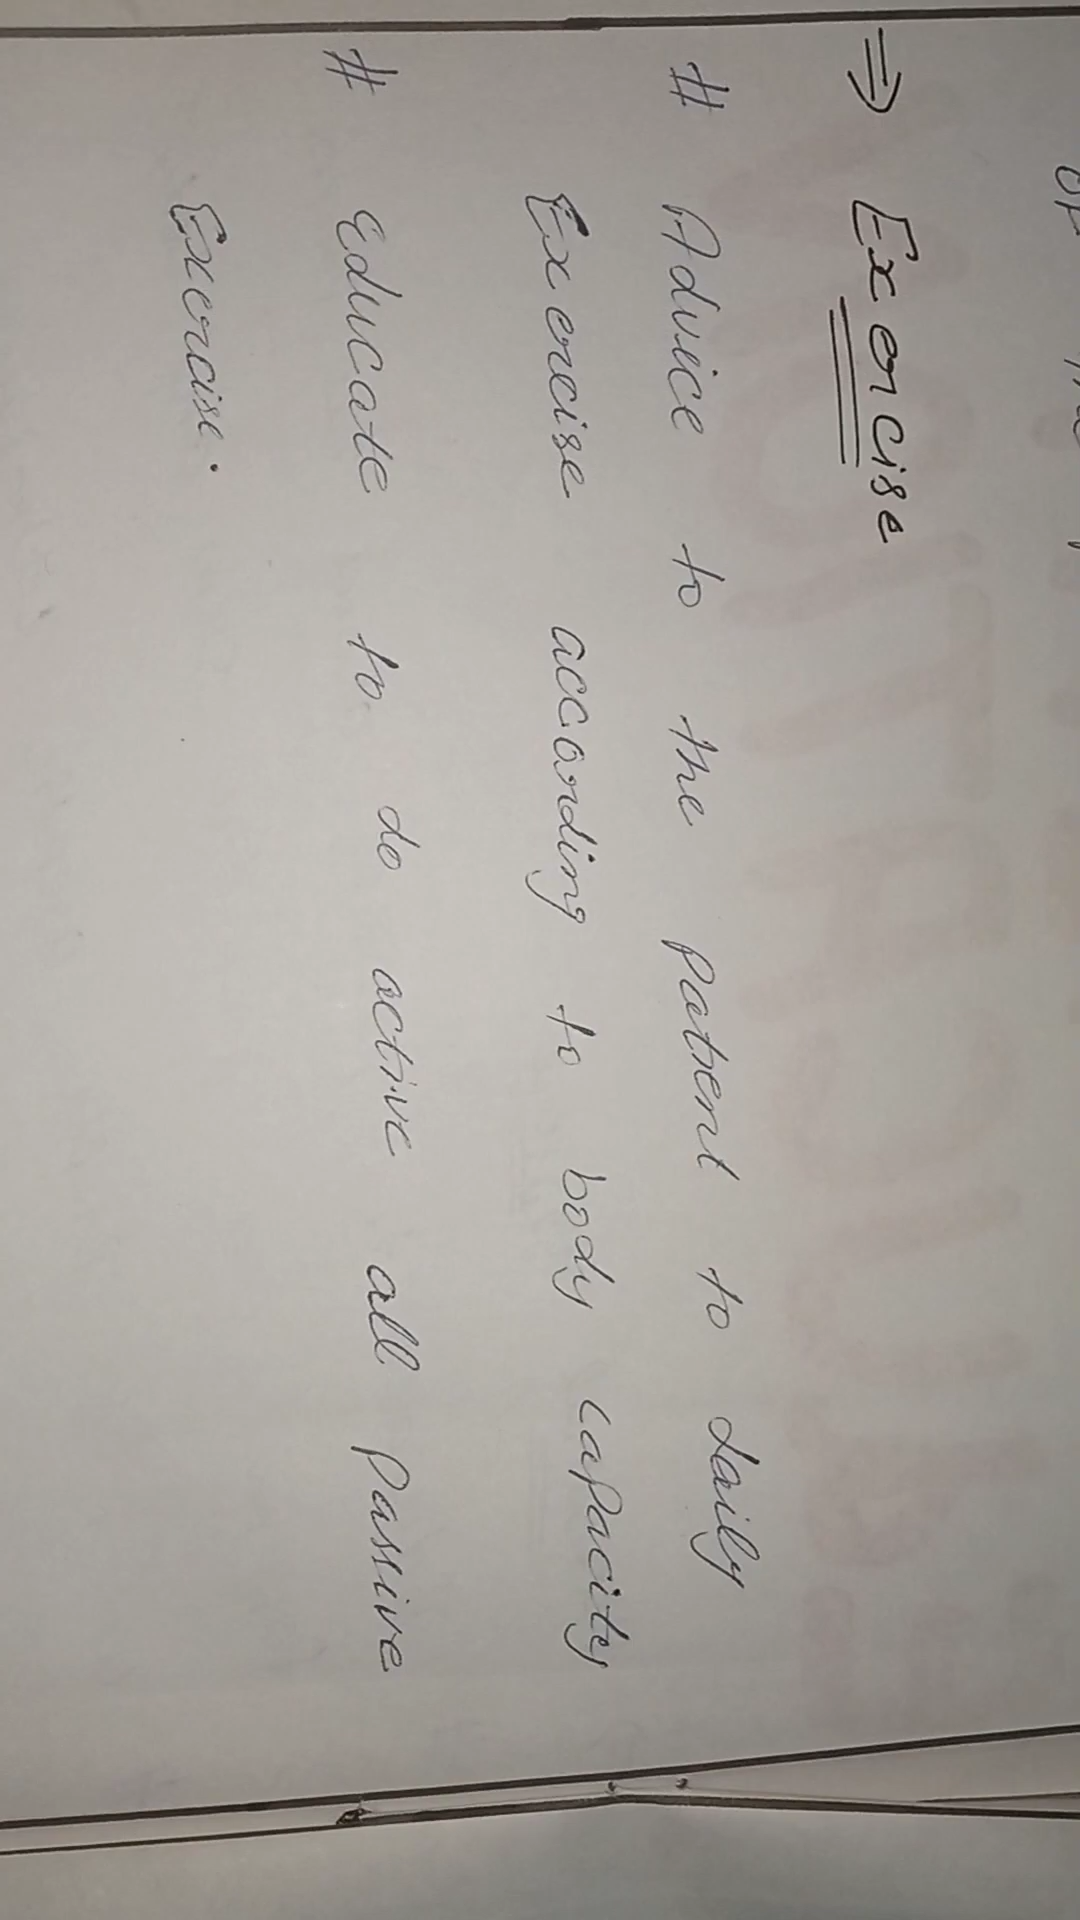 ⇒ Exercise
# Advice to the patient to daily
Exercise according to body capacity
# Educate to do active all passive
Exercise.